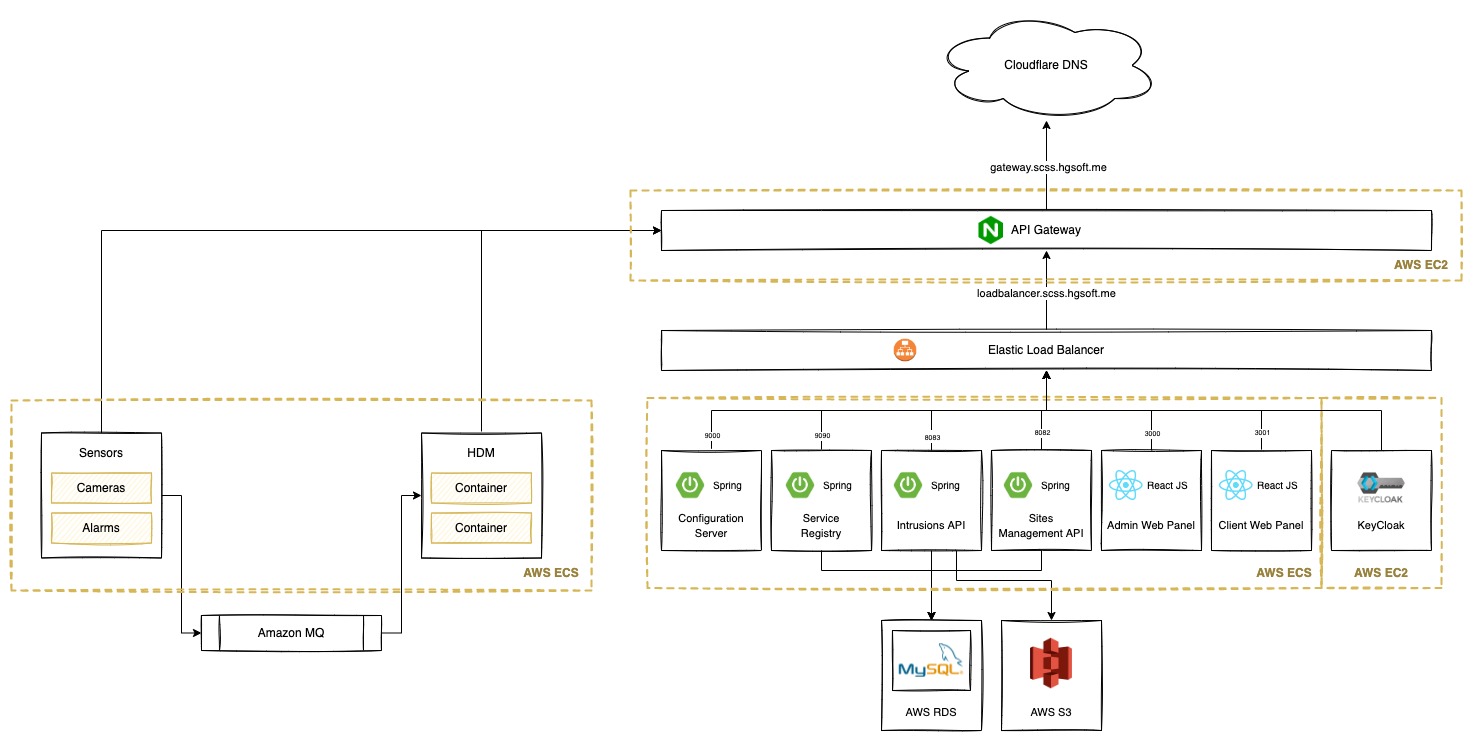 Cloudflare DNS
gateway.scss.hgsoft.me
API Gateway
AWS EC2
loadbalancer.scss.hgsoft.me
Elastic Load Balancer
Sensors
Cameras
Alarms
HDM
Container
Container
AWS ECS
Amazon MQ
9000
9090
8083
8082
3000
3001
Spring
Configuration
Server
Spring
Service
Registry
Spring
Intrusions API
Spring
Sites
Management API
React JS
Admin Web Panel
React JS
Client Web Panel
KEYCLOAK
KeyCloak
AWS ECS
AWS EC2
MySQL
AWS RDS
AWS S3